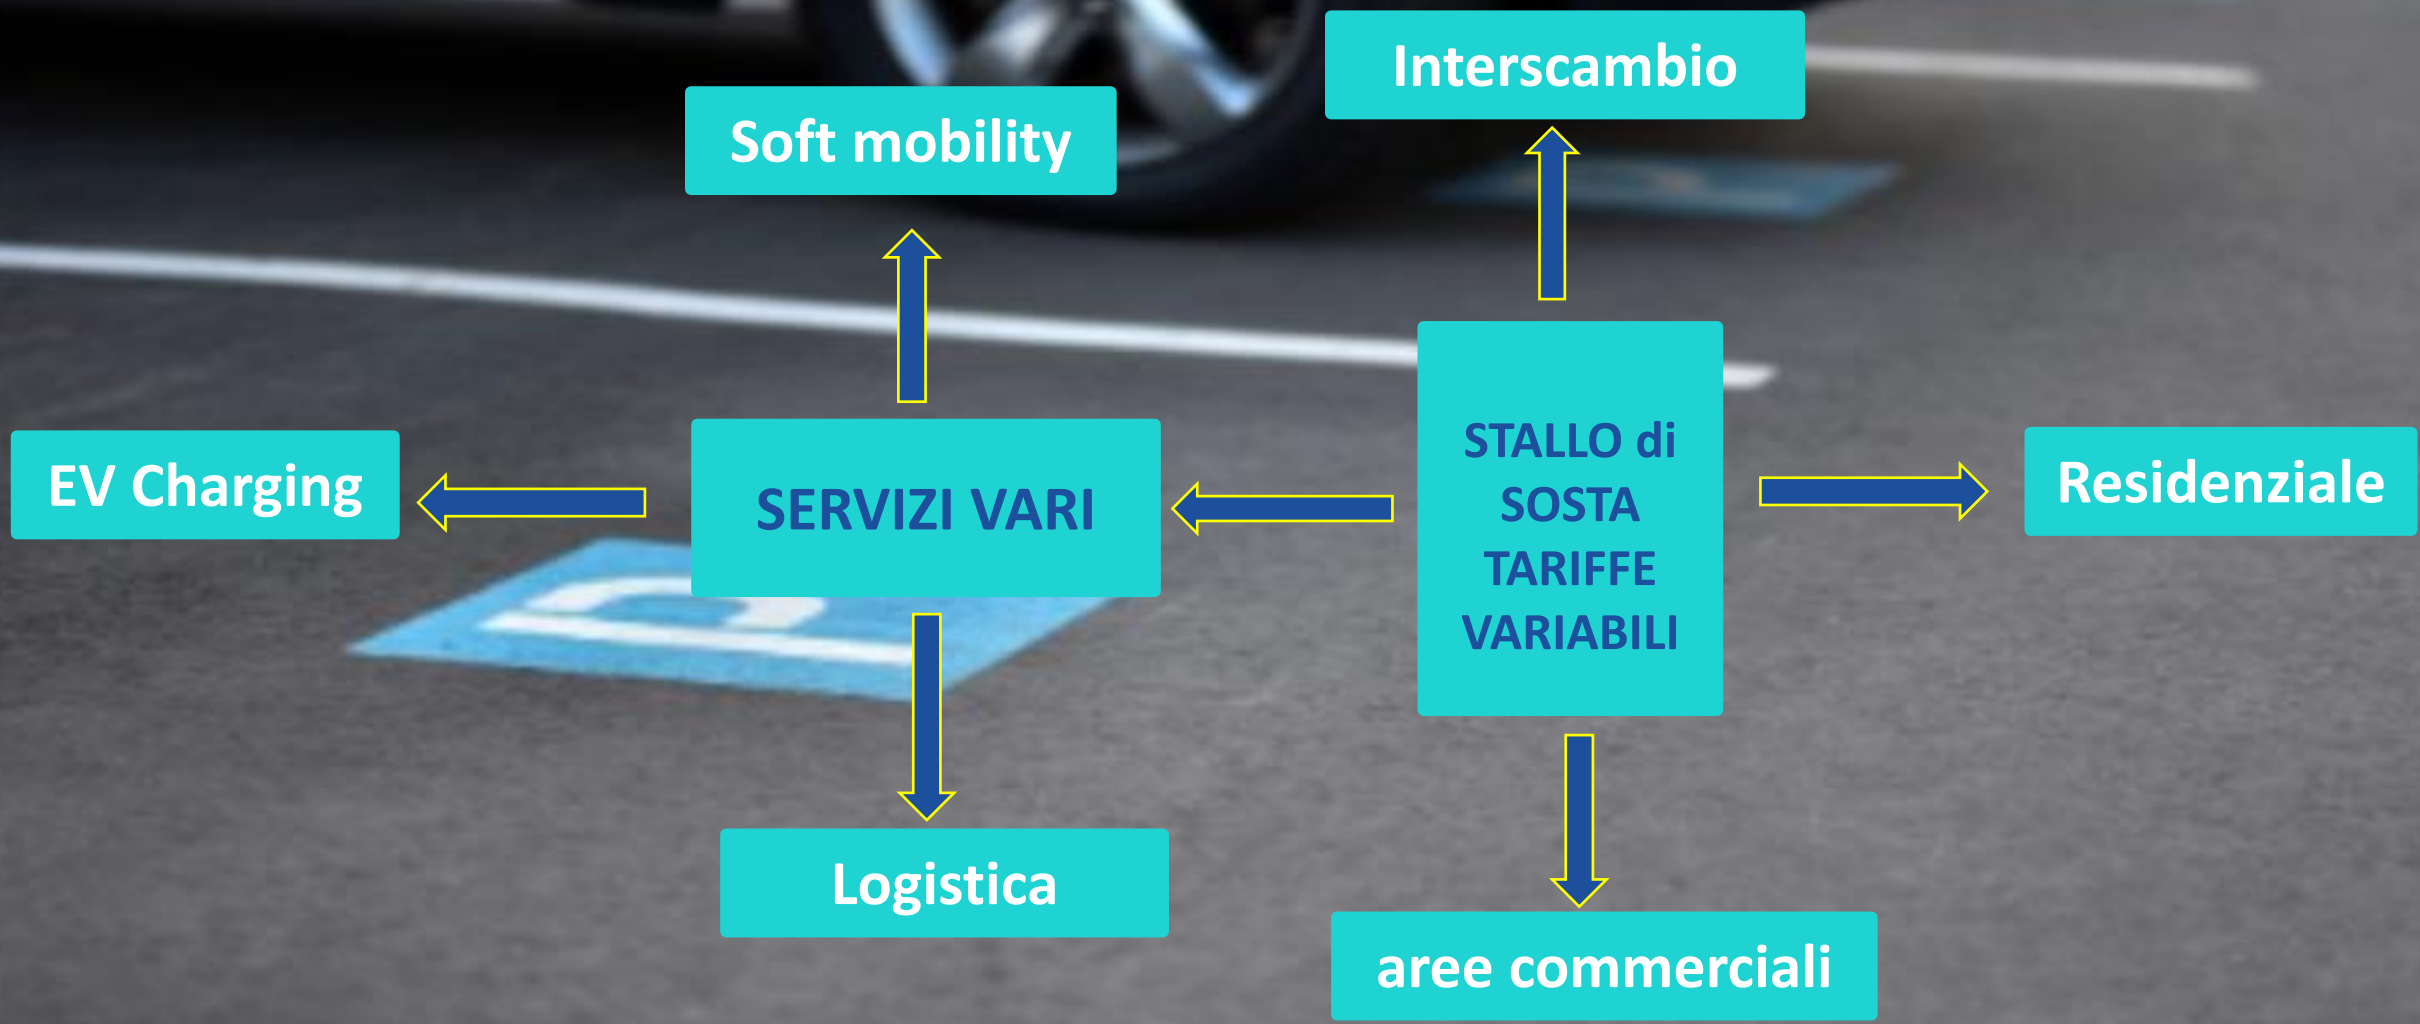 Interscambio
Soft mobility
EV Charging
SERVIZI VARI
STALLO di
SOSTA
TARIFFE
VARIABILI
Residenziale
Logistica
aree commerciali
P